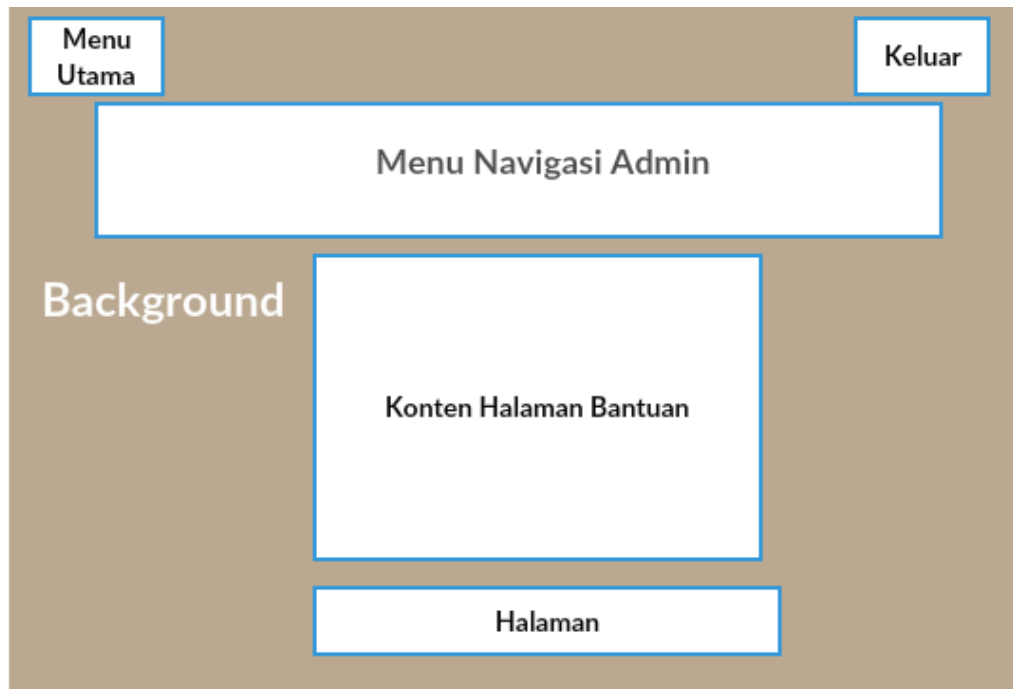 Menu
Utama
Keluar
Menu Navigasi Admin
Background
Konten Halaman Bantuan
Halaman